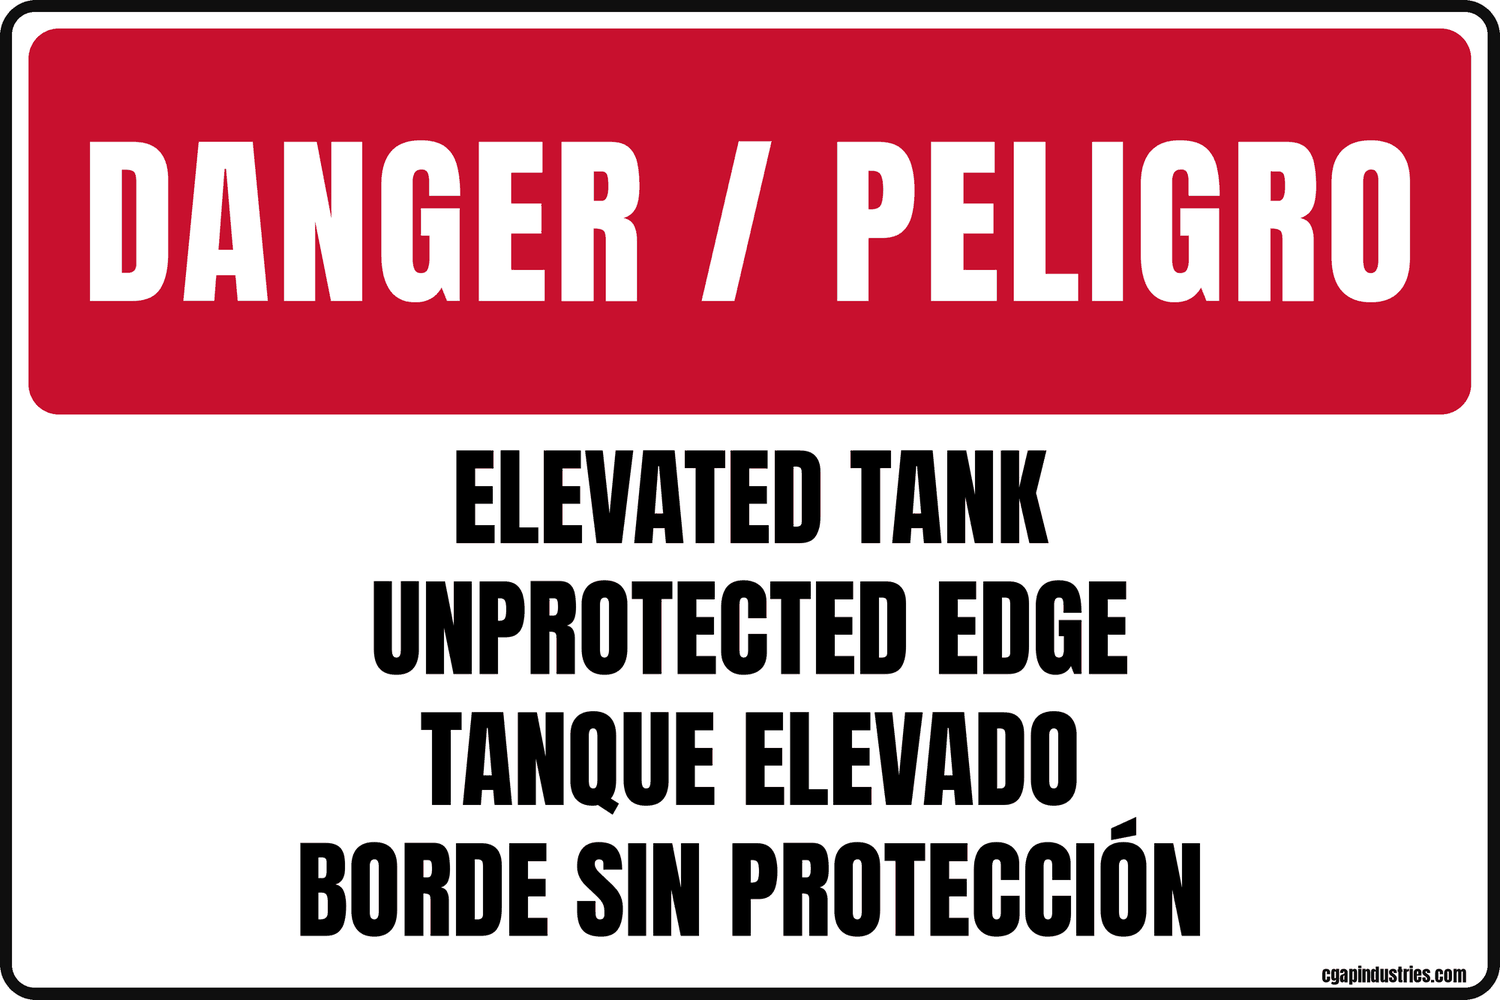 DANGER / PELIGRO
ELEVATED TANK
UNPROTECTED EDGE
TANQUE ELEVADO
BORDE SIN PROTECCIÓN
cgapindustries.com